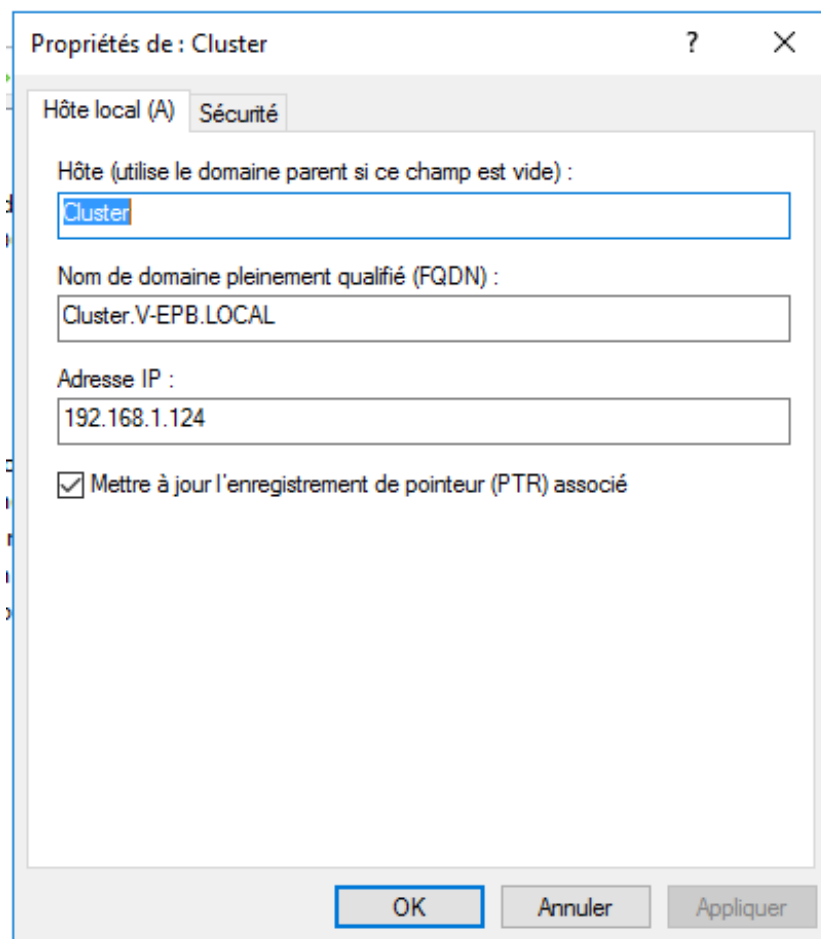 Propriétés de : Cluster
?
Hôte local (A)
Sécurité
Hôte (utilise le domaine parent si ce champ est vide) :
Cluster
Nom de domaine pleinement qualifié (FQDN) :
Cluster.V-EPB.LOCAL
Adresse IP :
192.168.1.124
Mettre à jour l'enregistrement de pointeur (PTR) associé
OK
Annuler
Appliquer